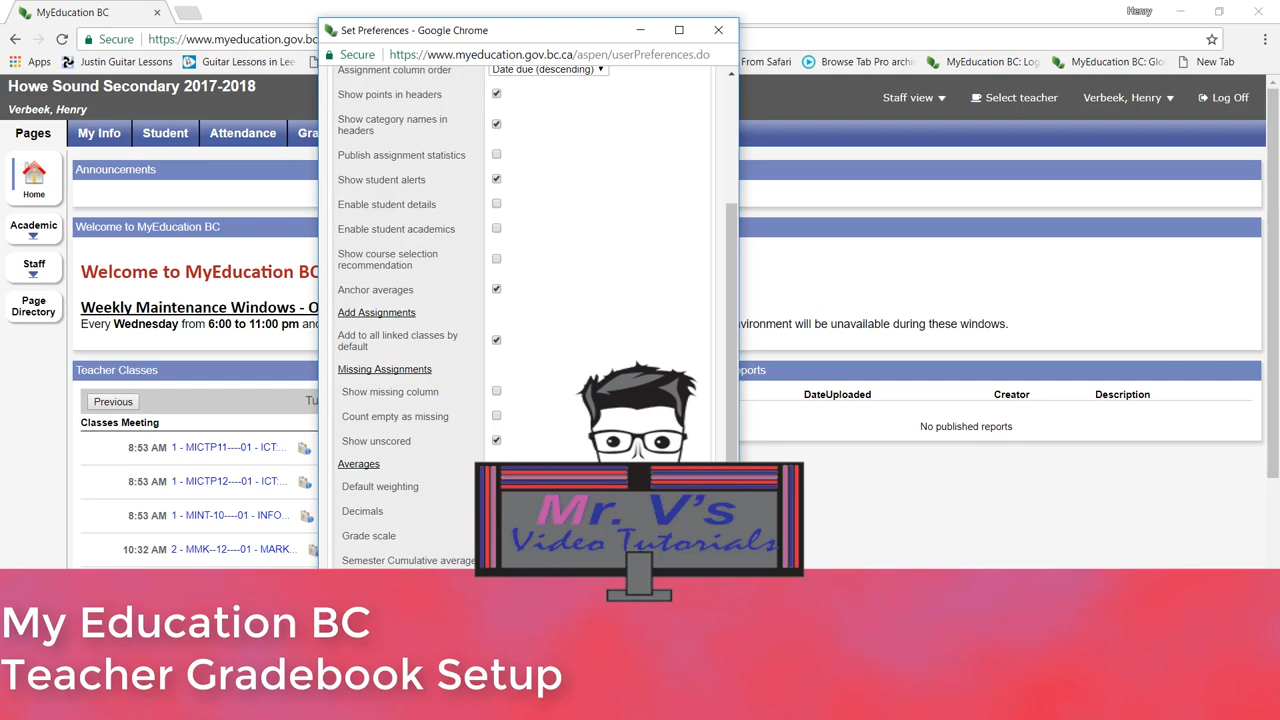 MyEducation BC
Henry
Set Preferences - Google Chrome
Secure
https://www.myeducation.gov.bc
Secure
https://www.myeducation.gov.bc.ca/aspen/userPreferences.do
Apps
Justin Guitar Lessons
Guitar Lessons in Lee
From Safari
Browse Tab Pro archi
MyEducation BC: Log
MyEducation BC: Glo
New Tab
Howe Sound Secondary 2017-2018
Verbeek, Henry
Staff view
Select teacher
Verbeek, Henry
Log Off
Pages
My Info
Student
Attendance
Gra
Home
Academic
Staff
Page Directory
Announcements
Welcome to MyEducation BC
Welcome to MyEducation BC
Weekly Maintenance Windows - O
Every Wednesday from 6:00 to 11:00 pm and
nvironment will be unavailable during these windows.
Teacher Classes
Previous
Tu
Classes Meeting
8:53 AM 1 - MICTP11----01 - ICT:...
8:53 AM 1 - MICTP12----01 - ICT:...
8:53 AM 1 - MINT-10----01 - INFO...
10:32 AM 2 - MMK--12----01 - MARK...
Assignment column order
Date due (descending)
Show points in headers
Show category names in headers
Publish assignment statistics
Show student alerts
Enable student details
Enable student academics
Show course selection recommendation
Anchor averages
Add Assignments
Add to all linked classes by default
Missing Assignments
Show missing column
Count empty as missing
Show unscored
Averages
Default weighting
Decimals
Grade scale
Semester Cumulative average
ports
DateUploaded
Creator
Description
No published reports
Mr. V's
Video Tutorials
My Education BC
Teacher Gradebook Setup